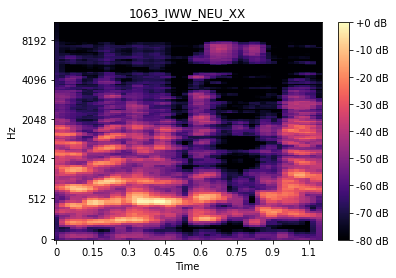 1063_IWW_NEU_XX
Hz
8192
4096
2048
1024
512
0
0 0.15 0.3 0.45 0.6 0.75 0.9 1.1
Time
+0 dB
-10 dB
-20 dB
-30 dB
-40 dB
-50 dB
-60 dB
-70 dB
-80 dB